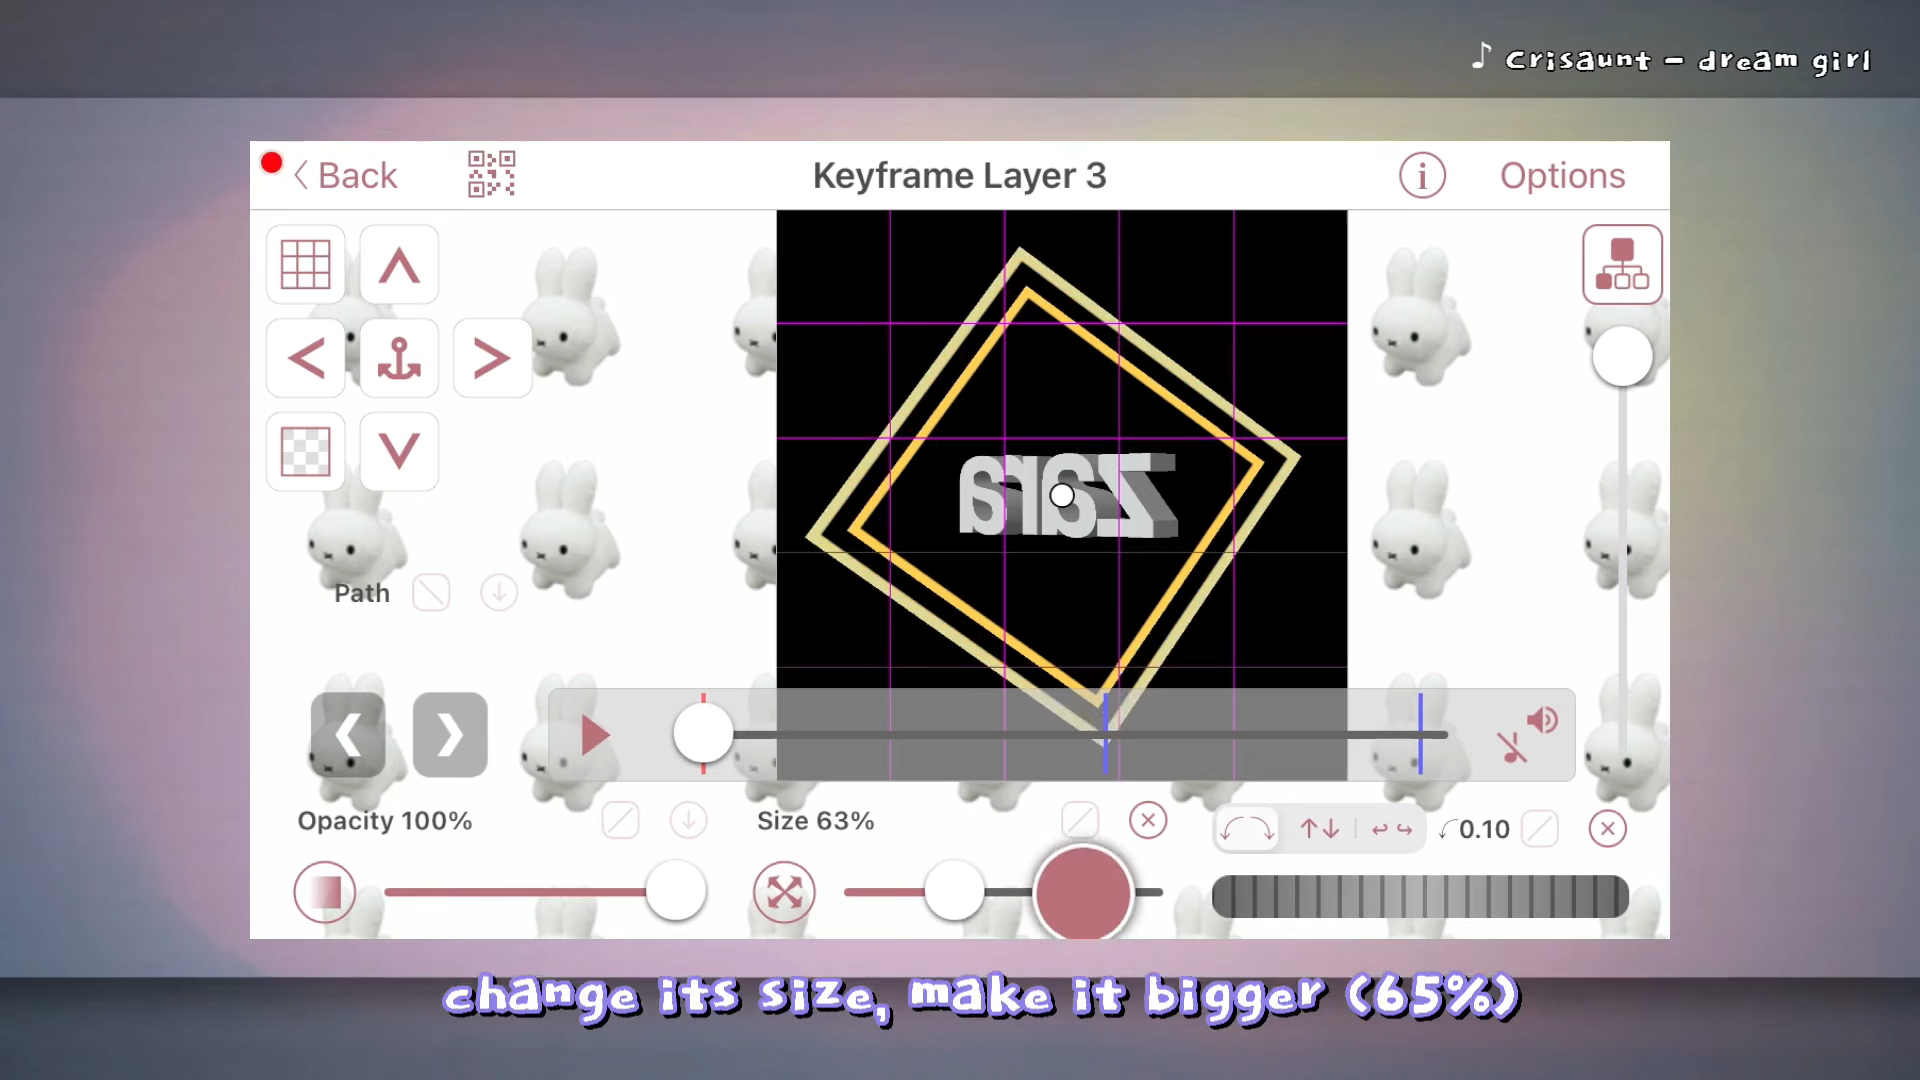 ♪ Crisaunt - dream girl
Back
Keyframe Layer 3
Options
zara
Path
Opacity 100%
Size 63%
0.10
change its size, make it bigger (65%)